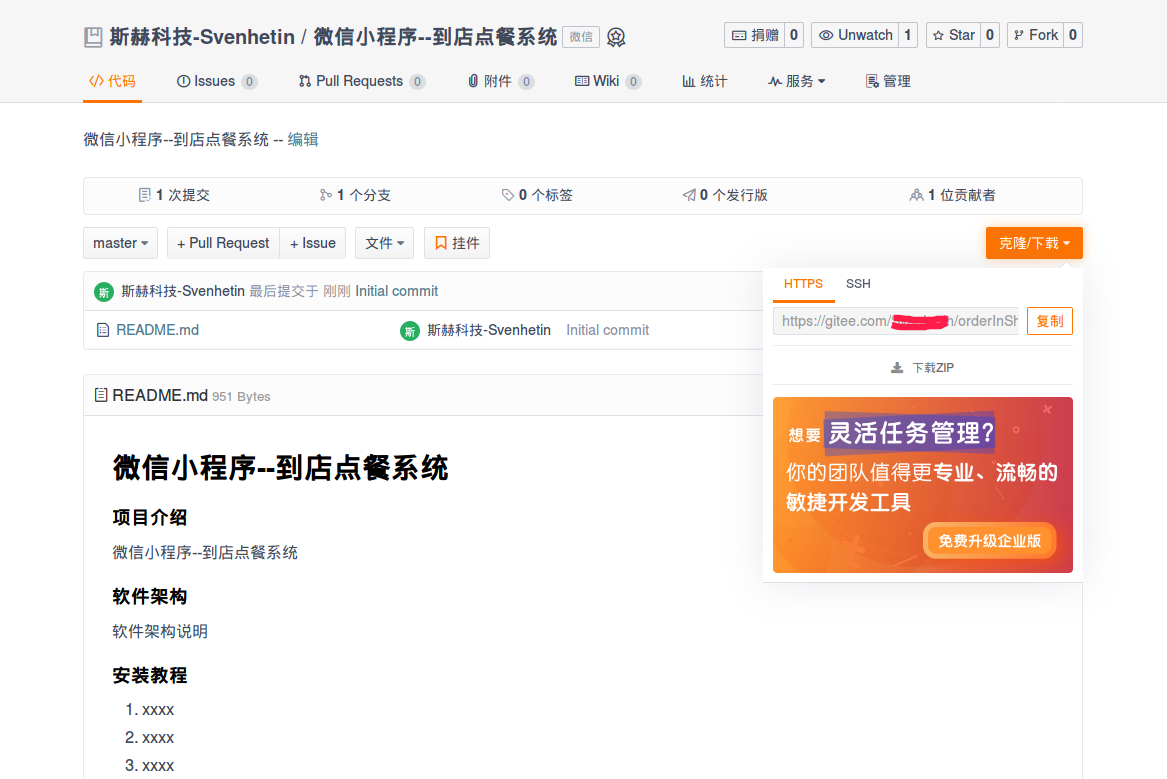 斯赫科技-Svenhetin / 微信小程序--到店点餐系统 微信
捐赠 0 Unwatch 1 Star 0 Fork 0
代码 Issues 0 Pull Requests 0 附件 0 Wiki 0 统计 服务 管理
微信小程序--到店点餐系统 -- 编辑
1 次提交 1 个分支 0 个标签 0 个发行版 1 位贡献者
master + Pull Request + Issue 文件 挂件 克隆/下载
斯 斯赫科技-Svenhetin 最后提交于 刚刚 Initial commit
README.md 斯 斯赫科技-Svenhetin Initial commit
HTTPS SSH
https://gitee.com/ /orderInSh 复制
下载ZIP
想要 灵活任务管理?
你的团队值得更专业、流畅的
敏捷开发工具
免费升级企业版
README.md 951 Bytes
微信小程序--到店点餐系统
项目介绍
微信小程序--到店点餐系统
软件架构
软件架构说明
安装教程
1. xxxx
2. xxxx
3. xxxx